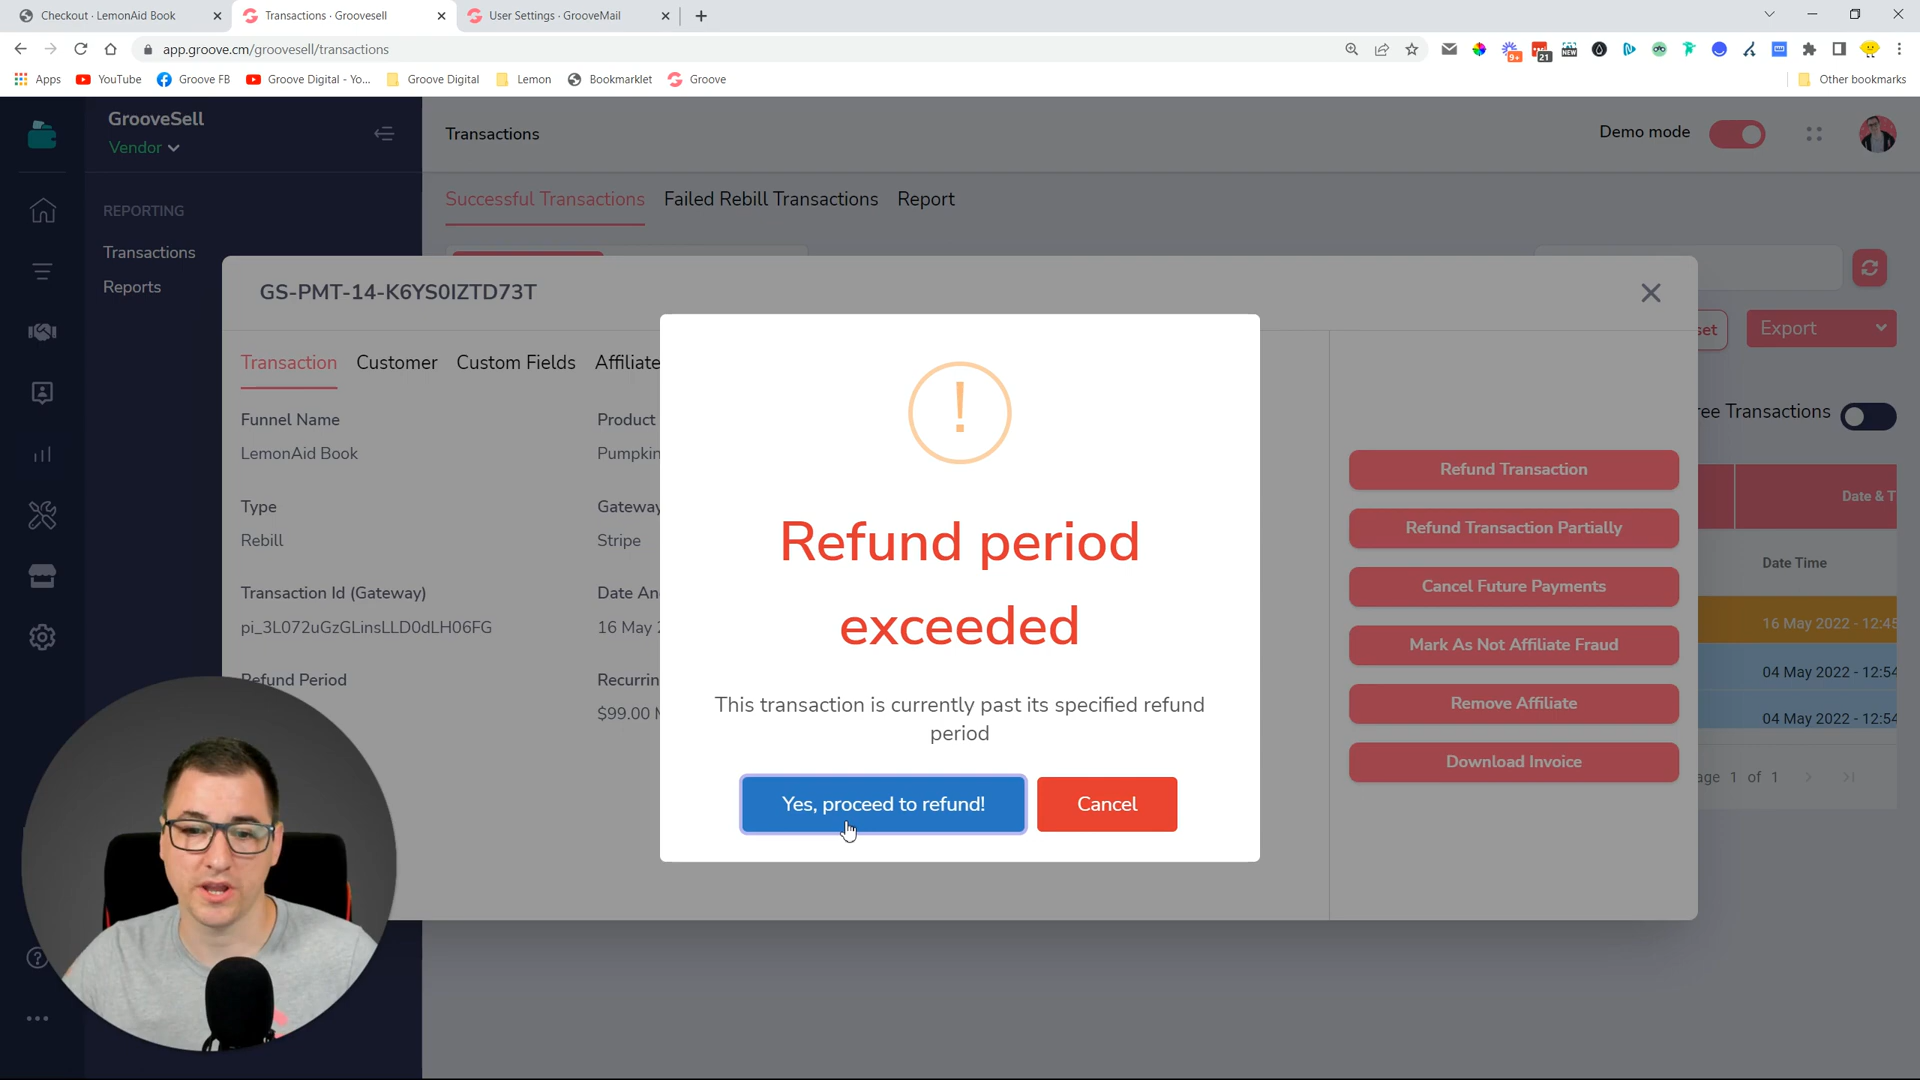 Checkout · LemonAid Book
Transactions · Groovesell
User Settings · GrooveMail
app.groove.cm/groovesell/transactions
9+
21
NEW
Apps
YouTube
Groove FB
Groove Digital - Yo...
Groove Digital
Lemon
Bookmarklet
Groove
Other bookmarks
GrooveSell
Vendor
Transactions
Demo mode
REPORTING
Transactions
Reports
Successful Transactions
Failed Rebill Transactions
Report
GS-PMT-14-K6YS0IZTD73T
set
Export
Transaction
Customer
Custom Fields
Affiliate
ree Transactions
Funnel Name
LemonAid Book
Product
Pumpkin
Type
Rebill
Gateway
Stripe
Transaction Id (Gateway)
pi_3L072uGzGLinsLLD0dLH06FG
Date An
16 May 2
Refund Period
Recurrin
$99.00 M
!
Refund period
exceeded
This transaction is currently past its specified refund
period
Yes, proceed to refund!
Cancel
Refund Transaction
Refund Transaction Partially
Cancel Future Payments
Mark As Not Affiliate Fraud
Remove Affiliate
Download Invoice
Date & T
Date Time
16 May 2022 - 12:45
04 May 2022 - 12:54
04 May 2022 - 12:54
age 1 of 1